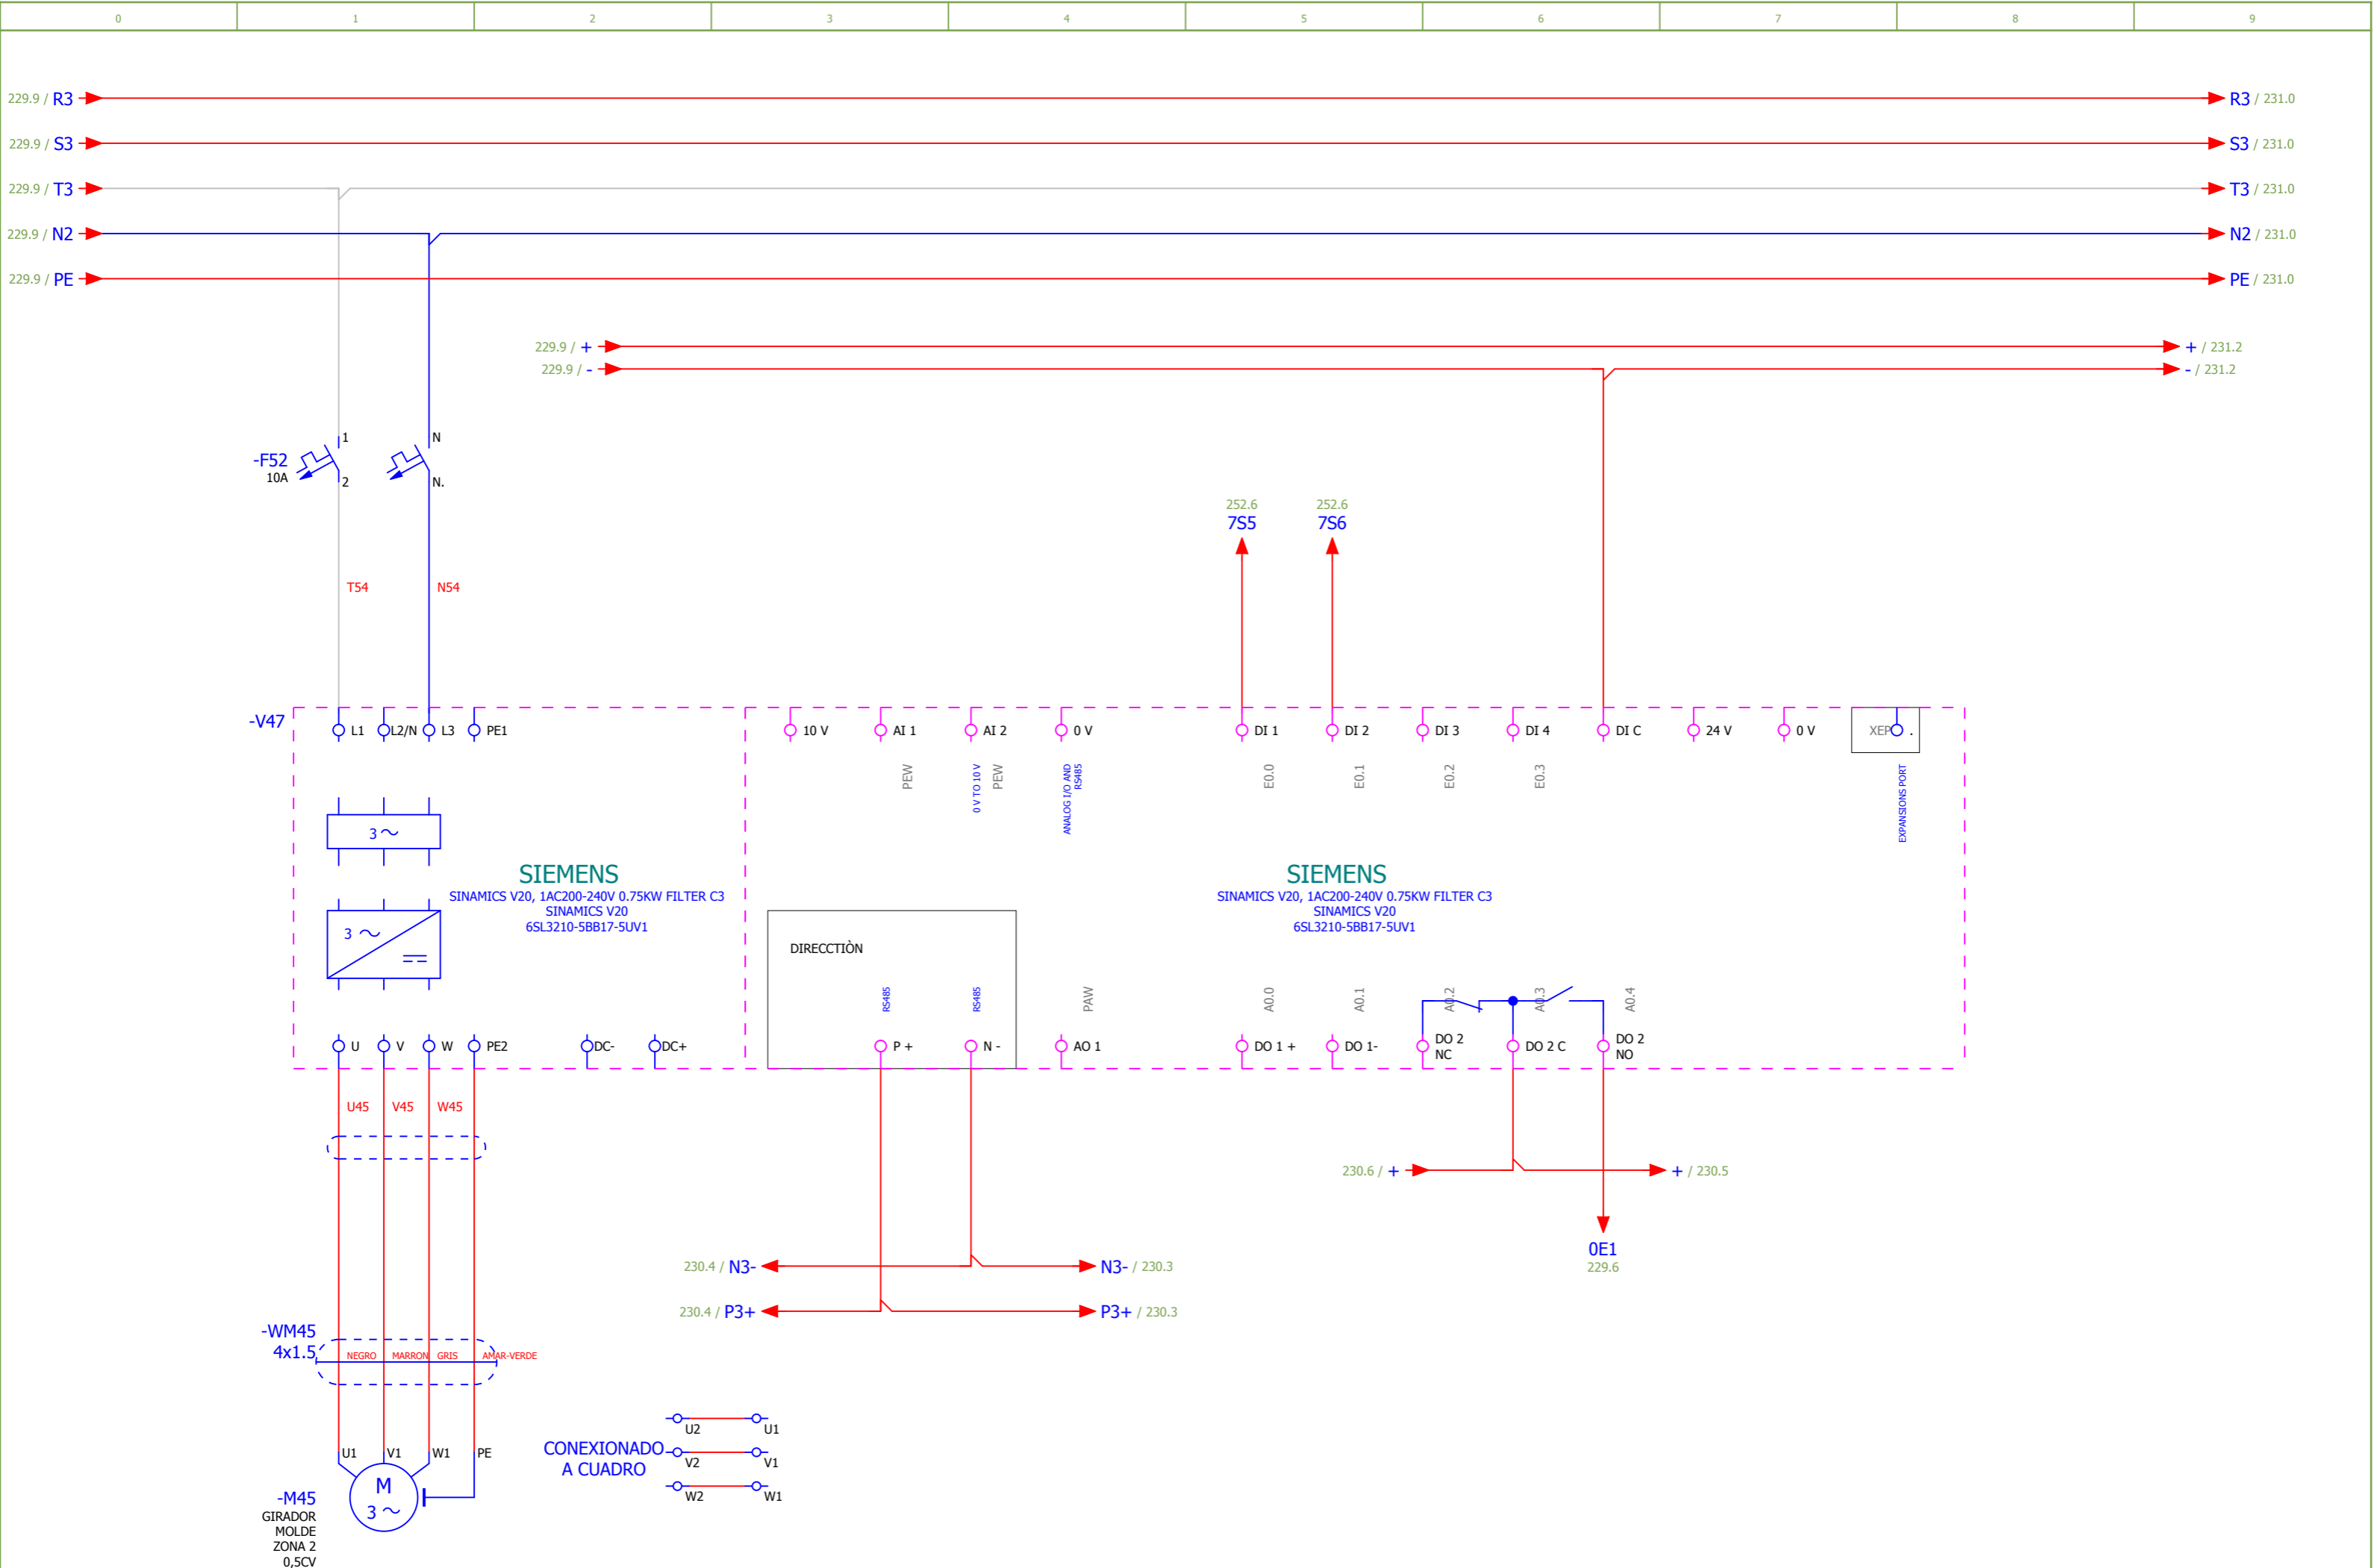 0 1 2 3 4 5 6 7 8 9
229.9 / R3 R3 / 231.0
229.9 / S3 S3 / 231.0
229.9 / T3 T3 / 231.0
229.9 / N2 N2 / 231.0
229.9 / PE PE / 231.0
229.9 / + + / 231.2
229.9 / - - / 231.2
1 N
-F52
10A
2 N.
252.6 252.6
7S5 7S6
T54 N54
-V47
L1 L2/N L3 PE1 10 V AI 1 AI 2 0 V DI 1 DI 2 DI 3 DI 4 DI C 24 V 0 V XEP .
PEW
0 V TO 10 V
PEW
ANALOG I/O AND
RS485
E0.0 E0.1 E0.2 E0.3
EXPANSIONS PORT
3
SIEMENS
SINAMICS V20, 1AC200-240V 0.75KW FILTER C3
SINAMICS V20
6SL3210-5BB17-5UV1
SIEMENS
SINAMICS V20, 1AC200-240V 0.75KW FILTER C3
SINAMICS V20
6SL3210-5BB17-5UV1
3
DIRECCTIÒN
RS485 RS485 PAW A0.0 A0.1 A0.2 A0.3 A0.4
U V W PE2 DC- DC+ P + N - AO 1 DO 1 + DO 1- DO 2
NC DO 2 C DO 2
NO
U45 V45 W45
230.6 / + + / 230.5
0E1
229.6
230.4 / N3- N3- / 230.3
230.4 / P3+ P3+ / 230.3
-WM45
4x1.5
NEGRO MARRON GRIS AMAR-VERDE
U2 U1
CONEXIONADO
A CUADRO
V2 V1
W2 W1
U1 V1 W1 PE
M
3
-M45
GIRADOR
MOLDE
ZONA 2
0,5CV